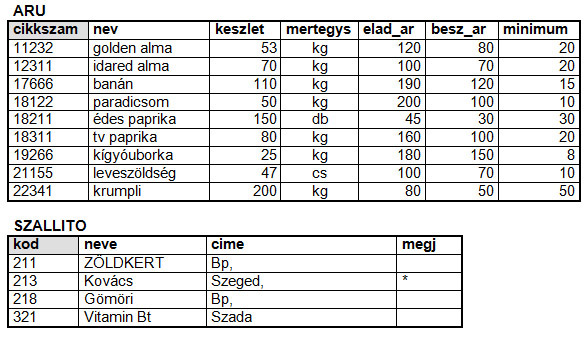 ARU
cikkszam nev keszlet mertegys elad_ar besz_ar minimum
11232 golden alma 53 kg 120 80 20
12311 idared alma 70 kg 100 70 20
17666 banán 110 kg 190 120 15
18122 paradicsom 50 kg 200 100 10
18211 édes paprika 150 db 45 30 30
18311 tv paprika 80 kg 160 100 20
19266 kígyóuborka 25 kg 180 150 8
21155 leveszöldség 47 cs 100 70 10
22341 krumpli 200 kg 80 50 50
SZALLITO
kod neve cime megj
211 ZÖLDKERT Bp,
213 Kovács Szeged, *
218 Gömöri Bp,
321 Vitamin Bt Szada